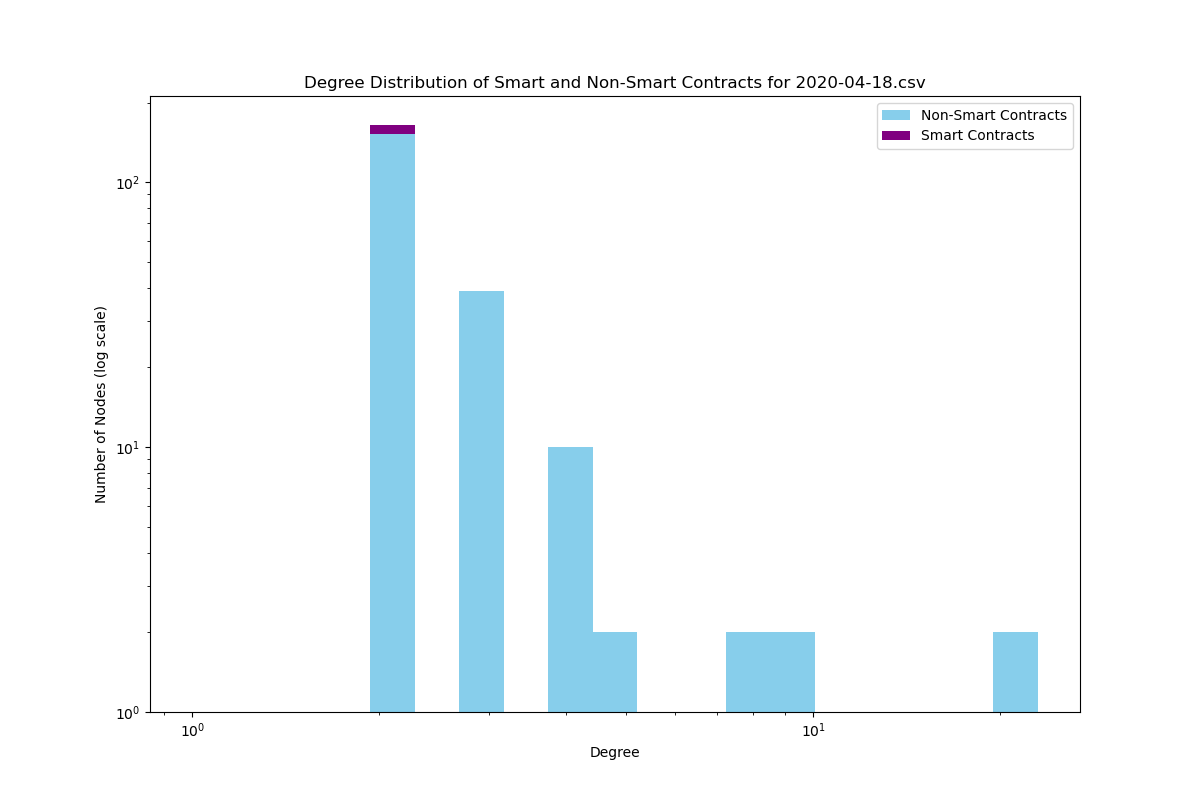 Degree Distribution of Smart and Non-Smart Contracts for 2020-04-18.csv
Non-Smart Contracts
Smart Contracts
Number of Nodes (log scale)
10²
10¹
10⁰
10⁰ 10¹
Degree